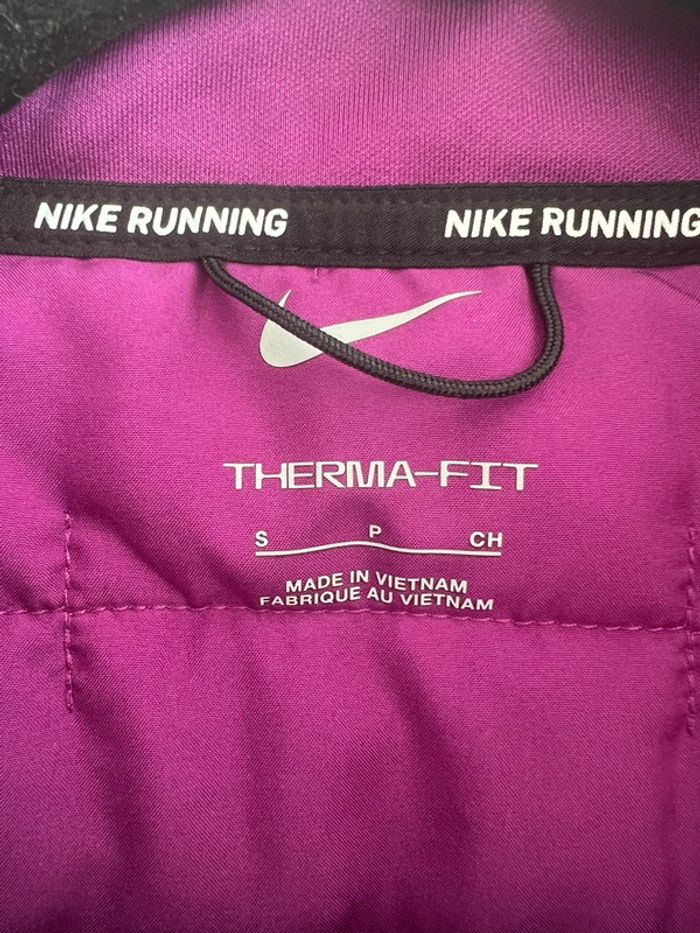 NIKE RUNNING NIKE RUNNING
THERMA-FIT
S P CH
MADE IN VIETNAM
FABRIQUE AU VIETNAM